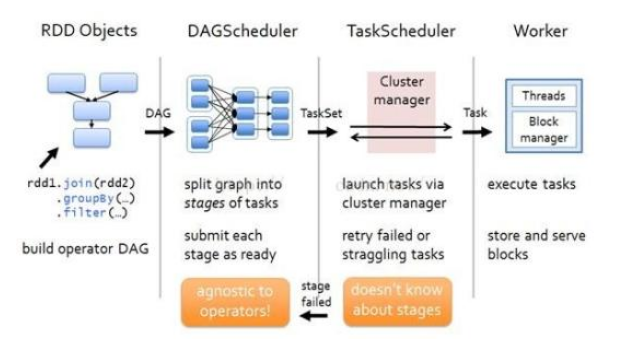 RDD Objects
DAGScheduler
TaskScheduler
Worker
DAG
TaskSet
Cluster
manager
Task
Threads
Block
manager
rdd1.join(rdd2)
.groupBy(…)
.filter(…)
build operator DAG
split graph into
stages of tasks
submit each
stage as ready
launch tasks via
cluster manager
retry failed or
straggling tasks
execute tasks
store and serve
blocks
agnostic to
operators!
stage
failed
doesn't know
about stages